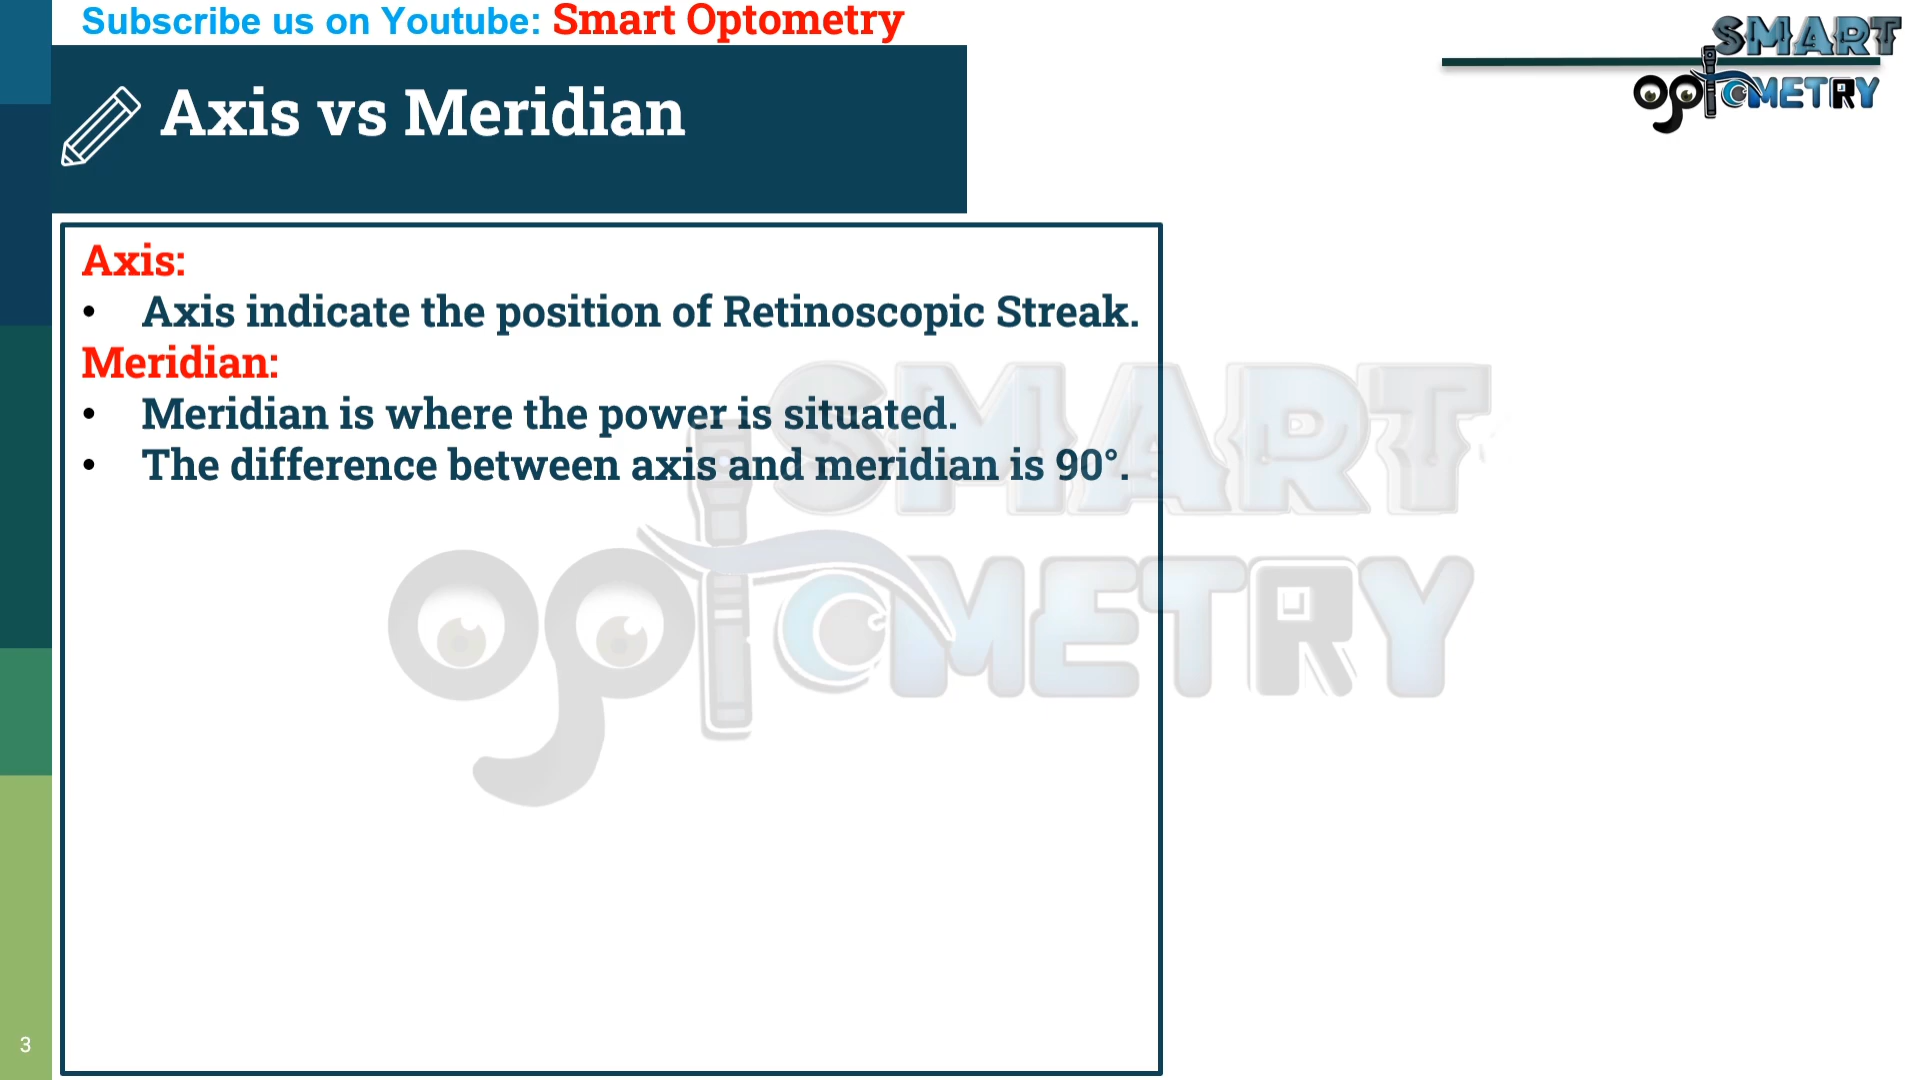 Subscribe us on Youtube: Smart Optometry
SMART
OptOMETRY
Axis vs Meridian
Axis:
• Axis indicate the position of Retinoscopic Streak.
Meridian:
• Meridian is where the power is situated.
• The difference between axis and meridian is 90°.
SMART
OptOMETRY
3